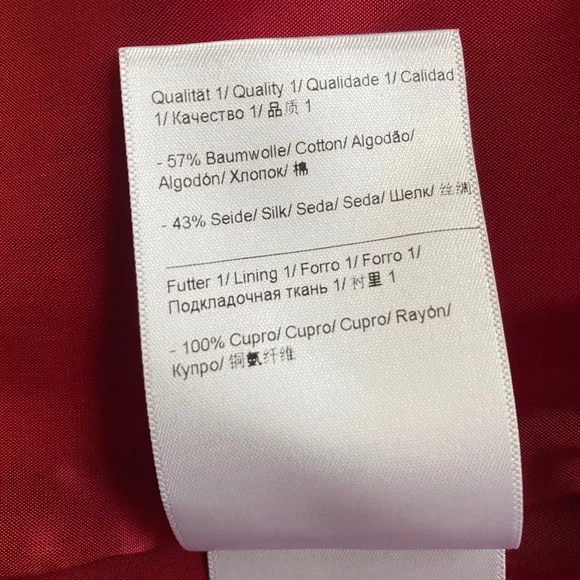 Qualität 1/ Quality 1/ Qualidade 1/ Calidad
1/ Качество 1/ 品质 1
- 57% Baumwolle/ Cotton/ Algodão/
Algodón/ Хлопок/ 棉
- 43% Seide/ Silk/ Seda/ Seda/ Шелк/ 丝绸
Futter 1/ Lining 1/ Forro 1/ Forro 1/
Подкладочная ткань 1/ 衬里 1
- 100% Cupro/ Cupro/ Cupro/ Rayón/
Купро/ 铜氨纤维